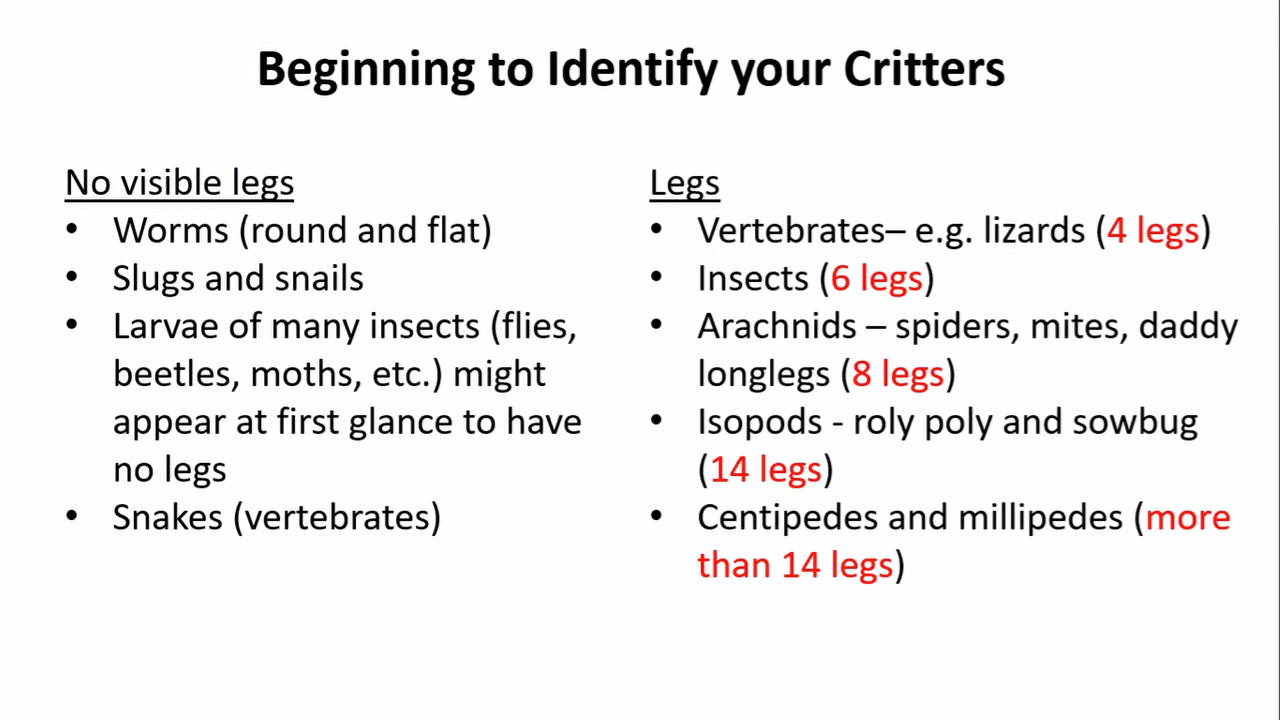 Beginning to Identify your Critters
No visible legs
• Worms (round and flat)
• Slugs and snails
• Larvae of many insects (flies,
beetles, moths, etc.) might
appear at first glance to have
no legs
• Snakes (vertebrates)
Legs
• Vertebrates– e.g. lizards (4 legs)
• Insects (6 legs)
• Arachnids – spiders, mites, daddy
longlegs (8 legs)
• Isopods - roly poly and sowbug
(14 legs)
• Centipedes and millipedes (more
than 14 legs)